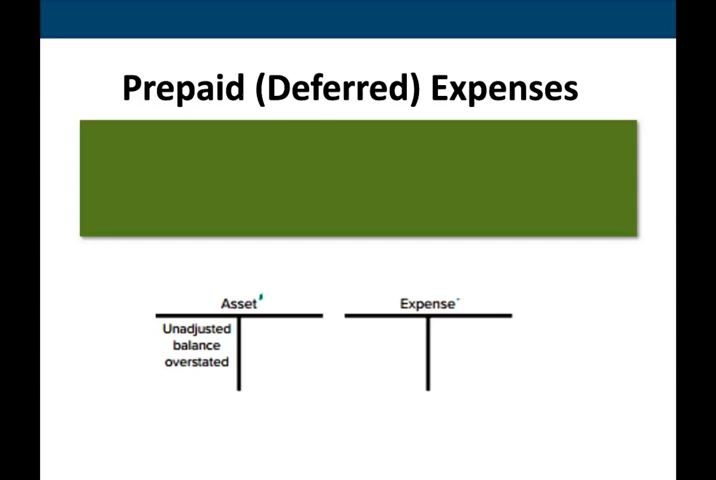 Prepaid (Deferred) Expenses
Asset
Expense
Unadjusted
balance
overstated